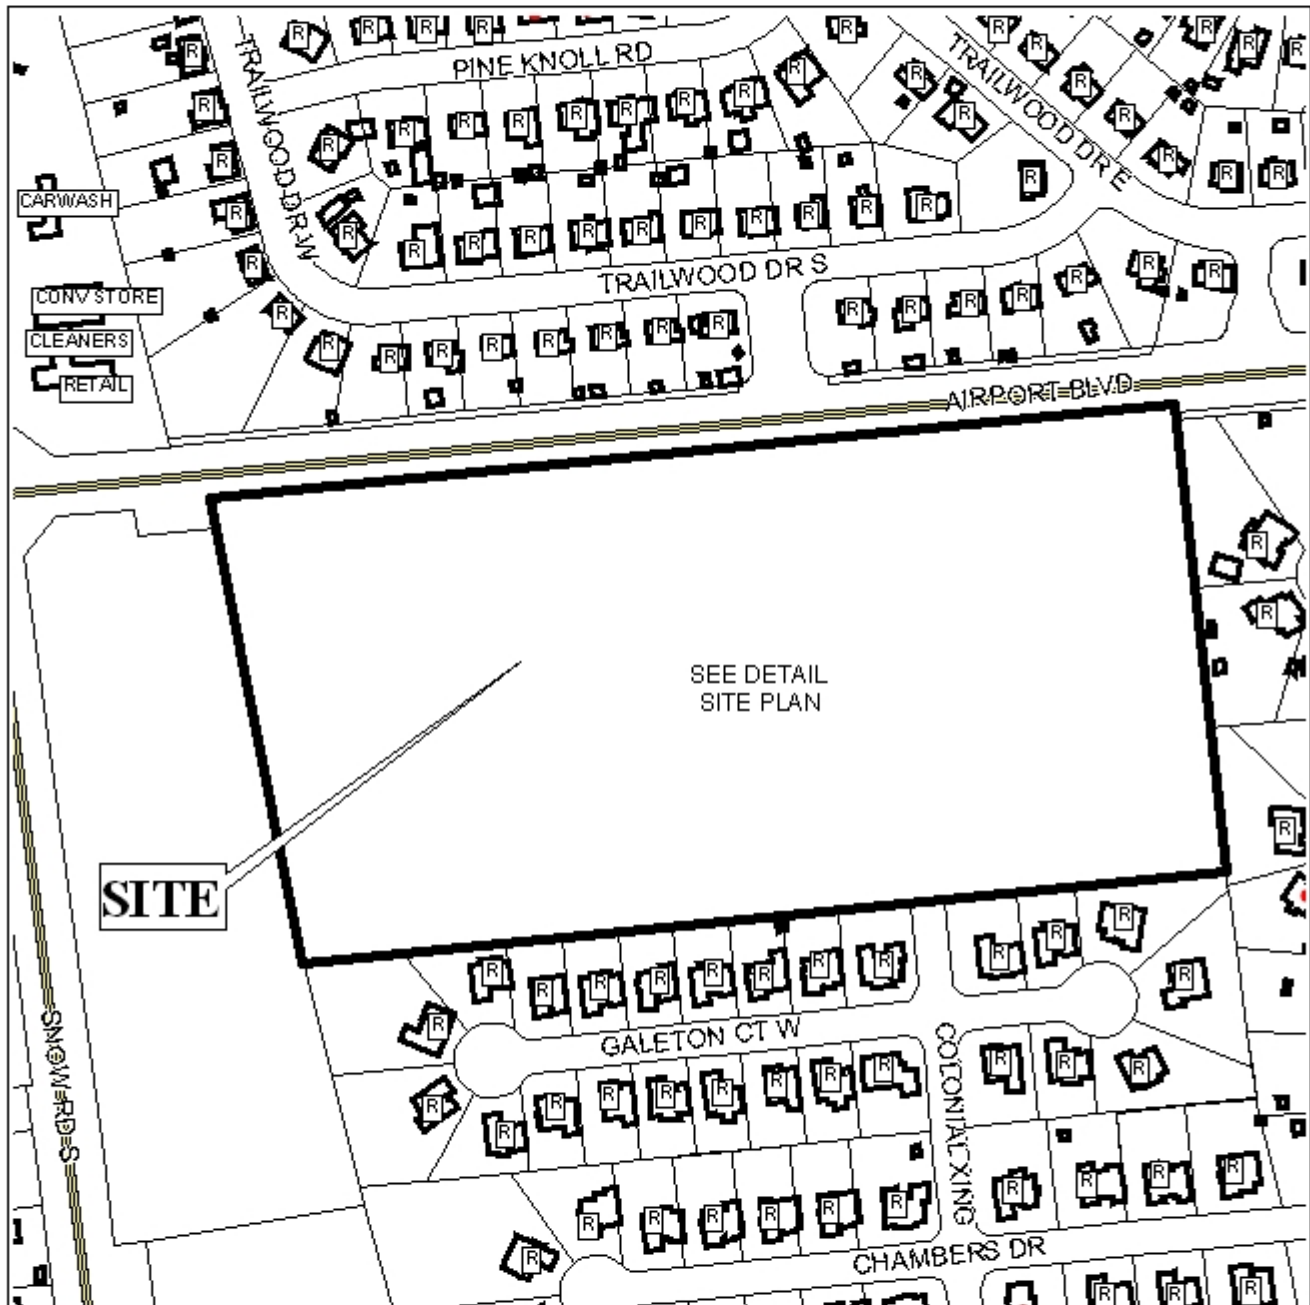 PINE KNOLL RD
TRAILWOOD DR W
TRAILWOOD DR E
CARWASH
TRAILWOOD DR S
CONV STORE
CLEANERS
RETAIL
AIRPORT BLVD
SEE DETAIL
SITE PLAN
SITE
GALETON CT W
COLONIAL XING
SNOW RD S
CHAMBERS DR